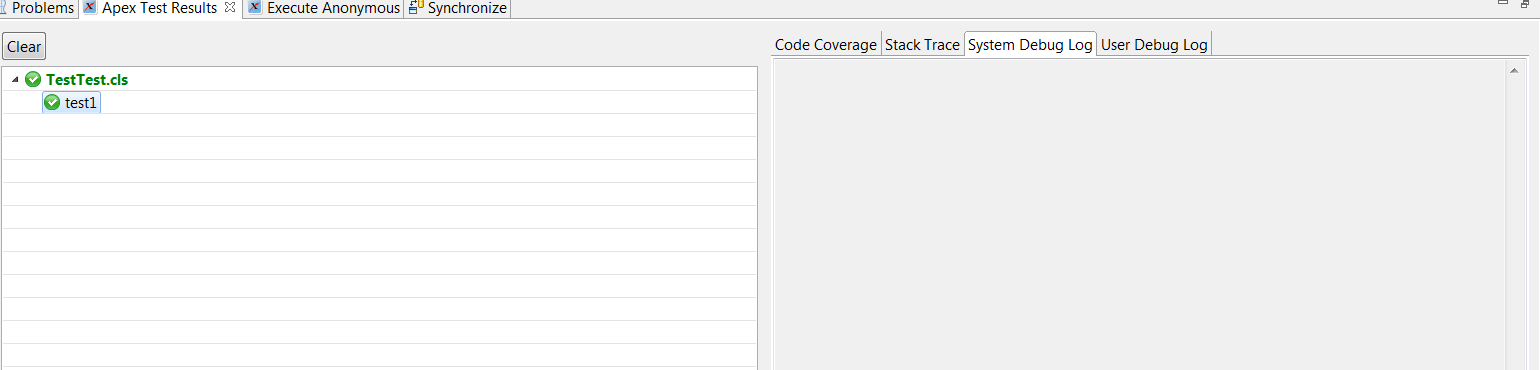 Problems Apex Test Results Execute Anonymous Synchronize
Clear
Code Coverage Stack Trace System Debug Log User Debug Log
TestTest.cls
test1